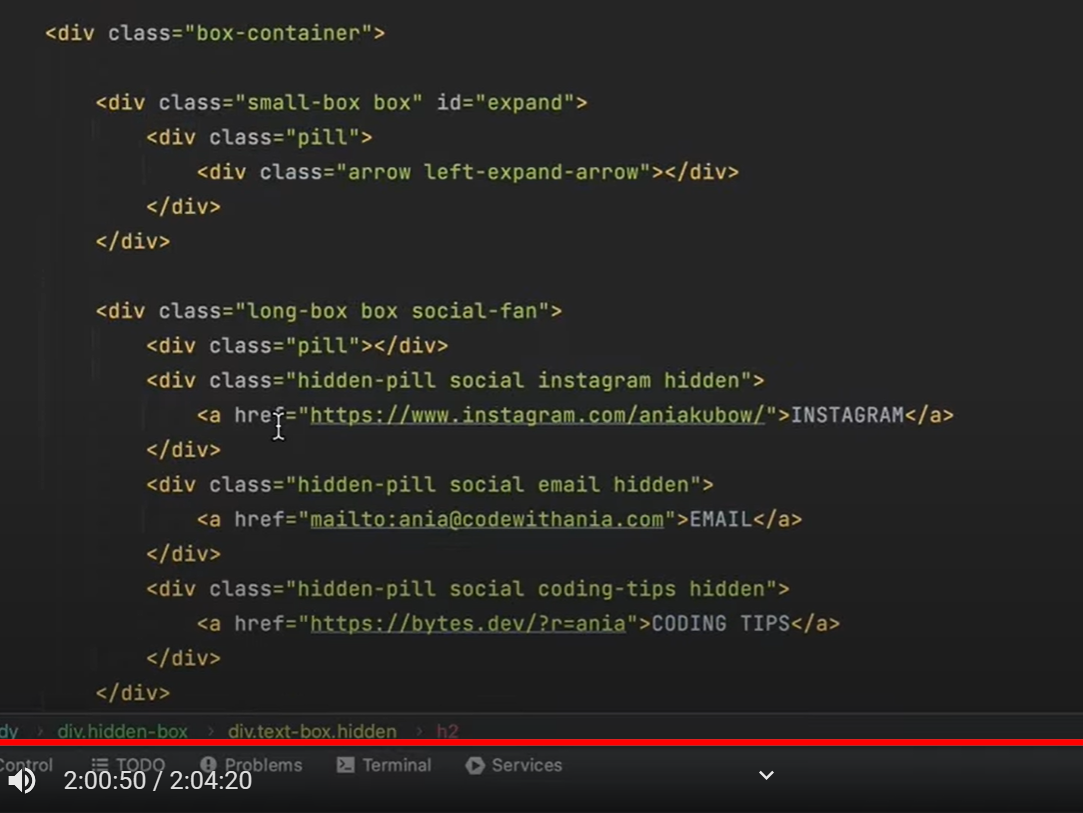 <div class="box-container">
<div class="small-box box" id="expand">
<div class="pill">
<div class="arrow left-expand-arrow"></div>
</div>
</div>
<div class="long-box box social-fan">
<div class="pill"></div>
<div class="hidden-pill social instagram hidden">
<a href="https://www.instagram.com/aniakubow/">INSTAGRAM</a>
</div>
<div class="hidden-pill social email hidden">
<a href="mailto:ania@codewithania.com">EMAIL</a>
</div>
<div class="hidden-pill social coding-tips hidden">
<a href="https://bytes.dev/?r=ania">CODING TIPS</a>
</div>
</div>
dy › div.hidden-box › div.text-box.hidden › h2
Control TODO Problems Terminal Services
2:00:50 / 2:04:20